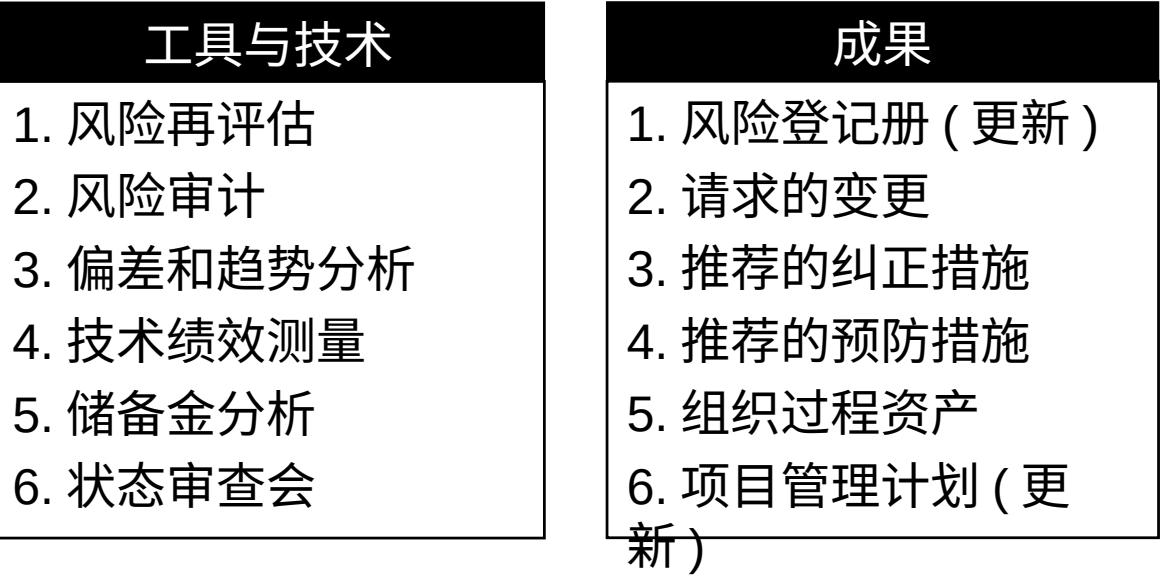 工具与技术
1. 风险再评估
2. 风险审计
3. 偏差和趋势分析
4. 技术绩效测量
5. 储备金分析
6. 状态审查会
成果
1. 风险登记册 ( 更新 )
2. 请求的变更
3. 推荐的纠正措施
4. 推荐的预防措施
5. 组织过程资产
6. 项目管理计划 ( 更
新 )